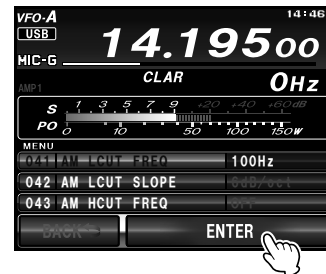 VFO-A 14:46
USB 14.19500
MIC-G
CLAR 0Hz
AMP1
S 1 3 5 7 9 +20 +40 +60dB
PO 0 10 50 100 150W
MENU
041 AM LCUT FREQ 100Hz
042 AM LCUT SLOPE 6dB/oct
043 AM HCUT FREQ OFF
BACK ENTER